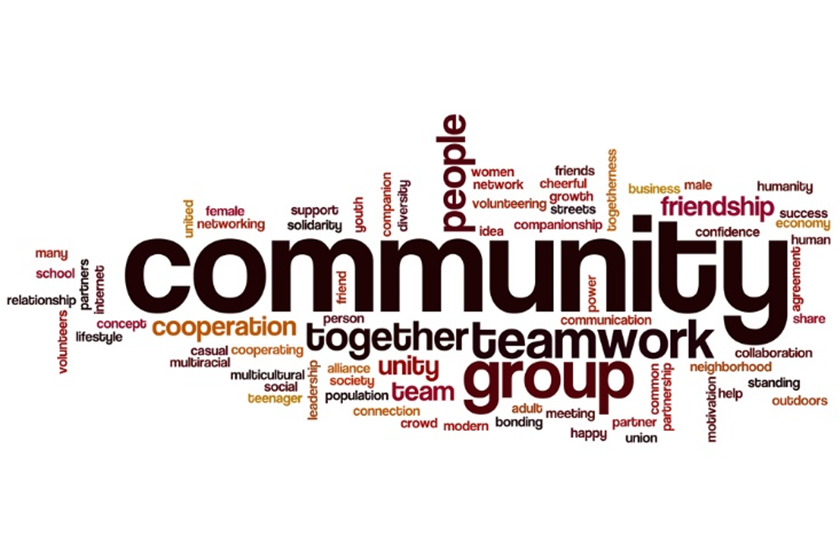 people
women
network
volunteering
idea
friends
cheerful
growth
streets
companionship
togetherness
business
male
humanity
friendship
success
economy
confidence
human
agreement
share
united
female
networking
support
solidarity
youth
companion
diversity
community
many
school
partners
internet
relationship
volunteers
concept
lifestyle
friend
person
power
communication
cooperation
together
teamwork
collaboration
casual
cooperating
multiracial
multicultural
social
teenager
leadership
alliance
society
unity
population
team
group
connection
crowd
modern
adult
bonding
meeting
happy
partner
union
common
partnership
neighborhood
motivation
help
standing
outdoors